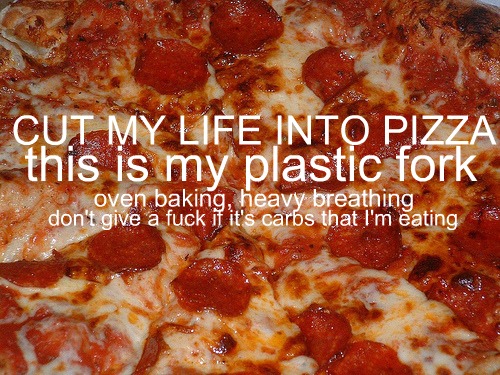 CUT MY LIFE INTO PIZZA
this is my plastic fork
oven baking, heavy breathing
don't give a fuck if it's carbs that I'm eating